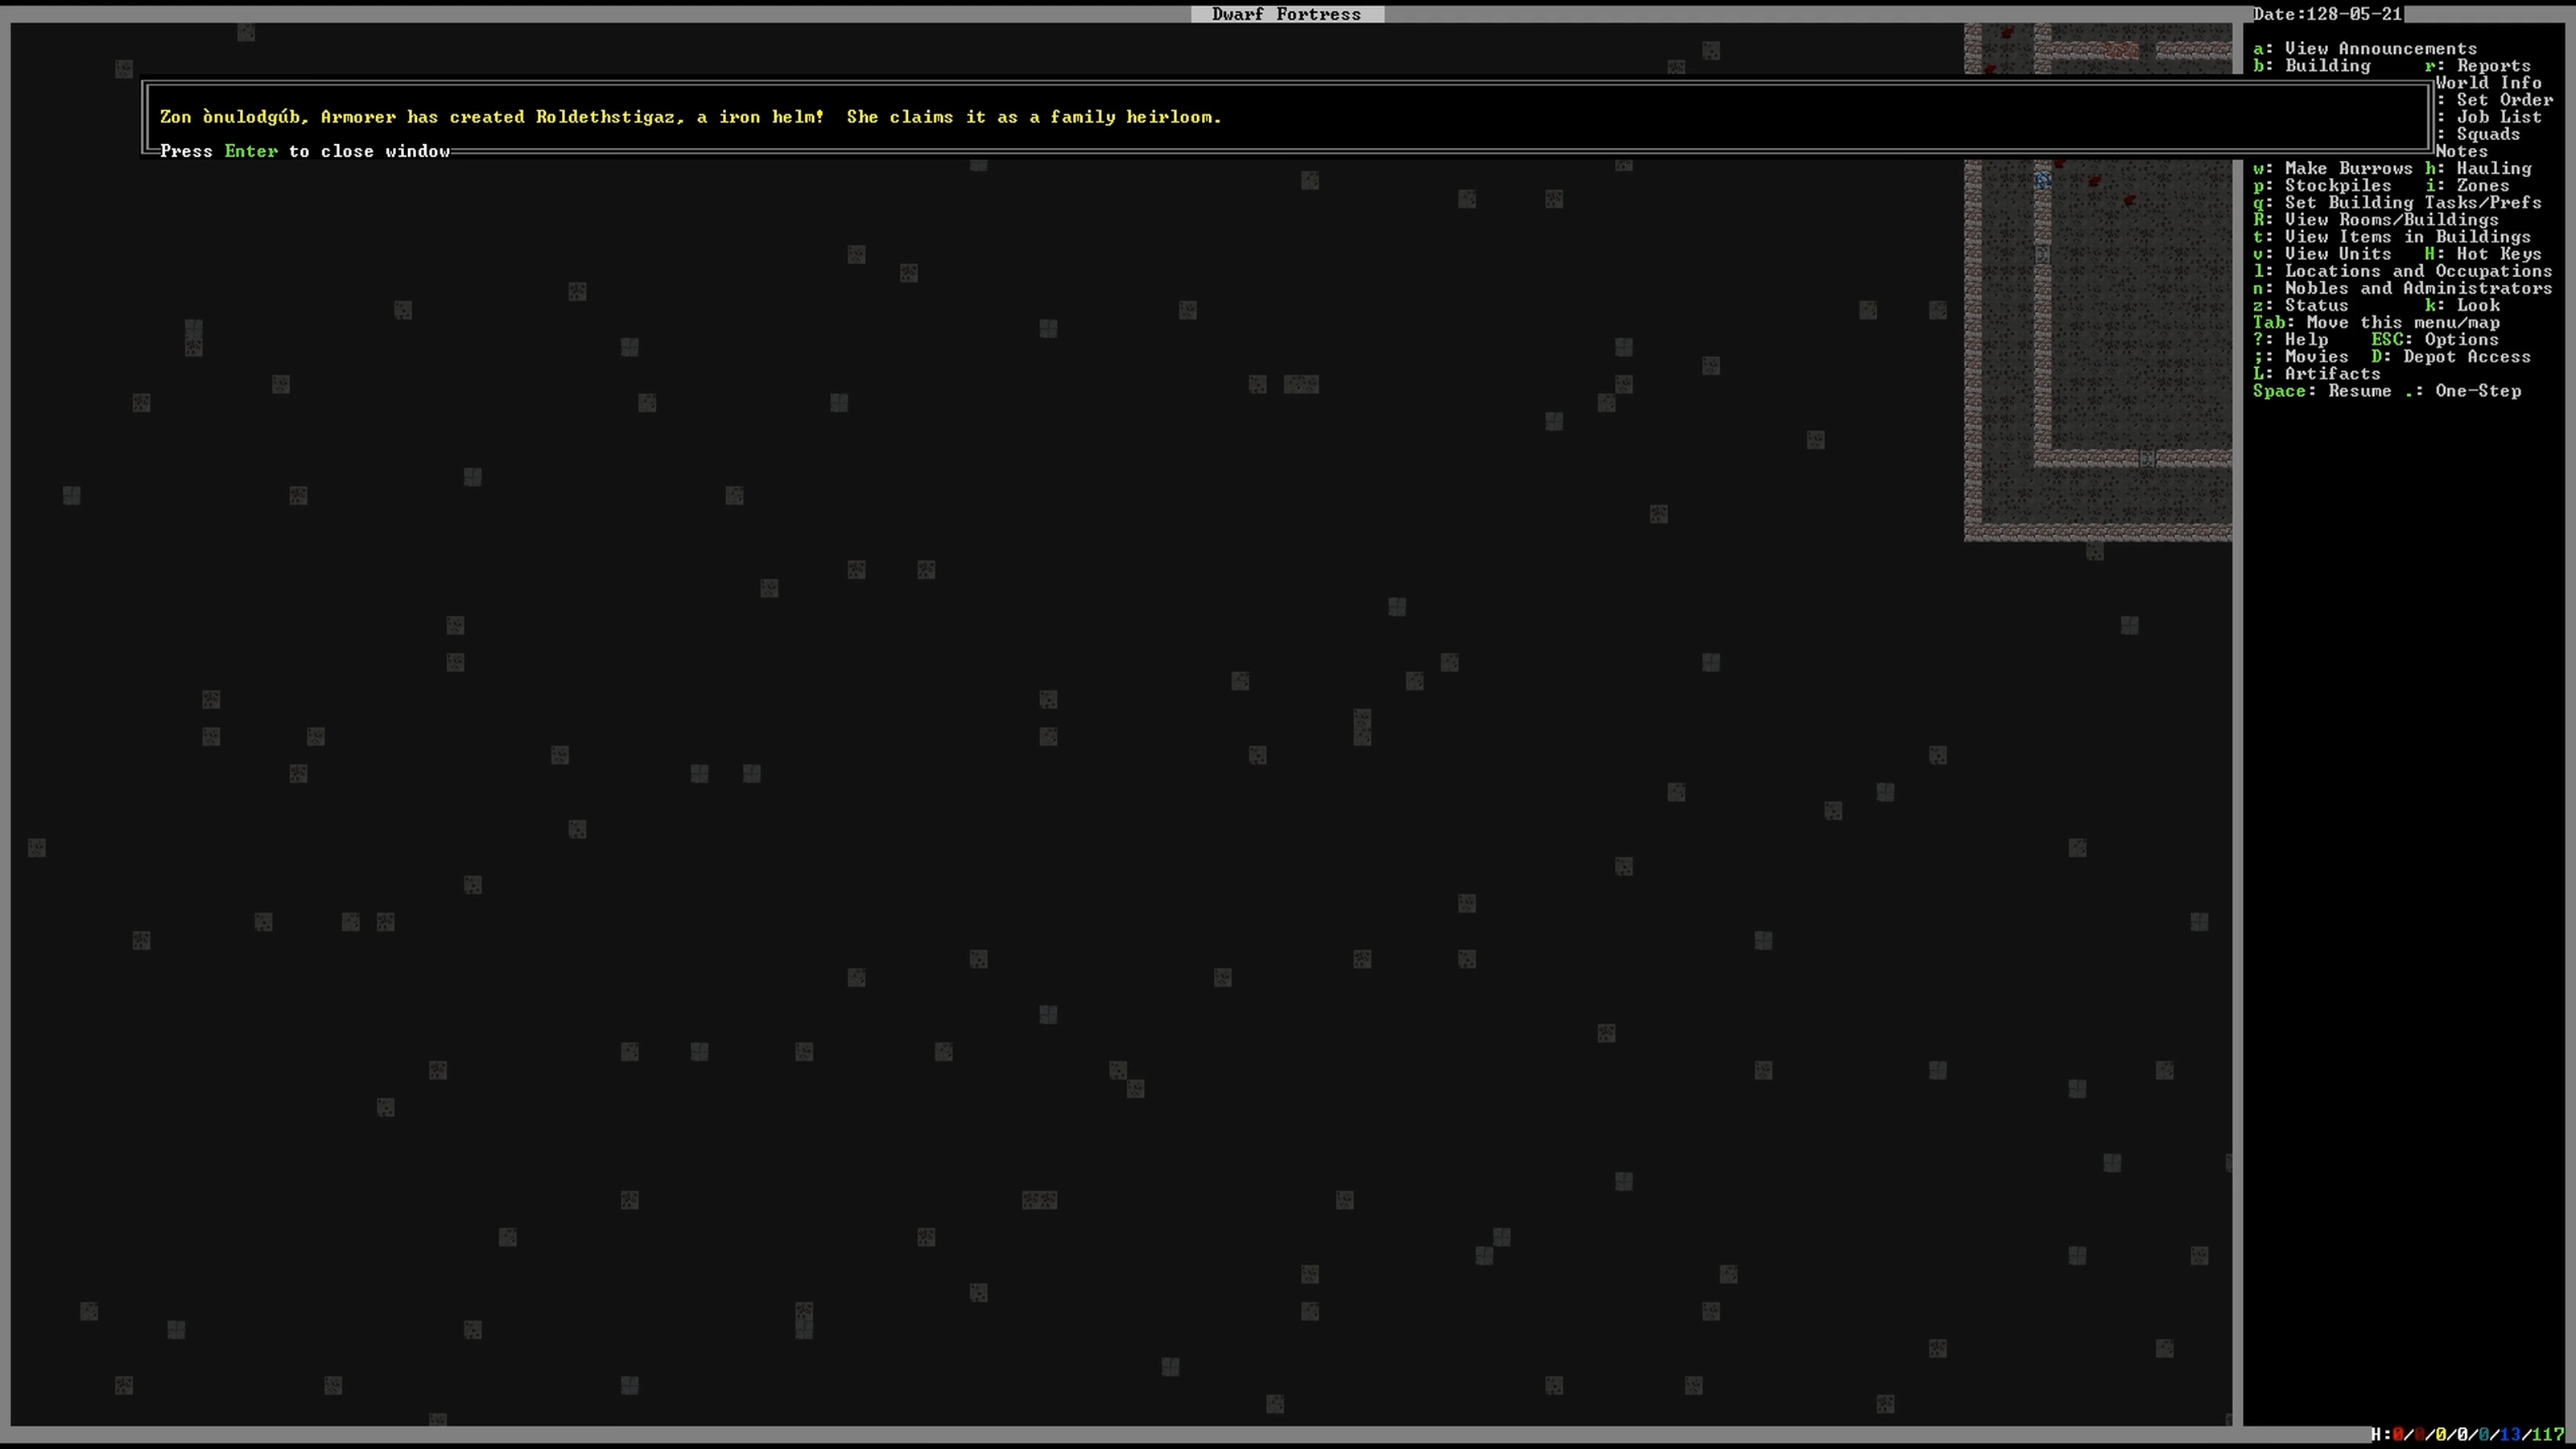 Dwarf Fortress
Date:128-05-21
Zon ònulodgúb, Armorer has created Roldethstigaz, a iron helm!  She claims it as a family heirloom.
Press Enter to close window
a: View Announcements
b: Building r: Reports
World Info
: Set Order
: Job List
: Squads
Notes
w: Make Burrows h: Hauling
p: Stockpiles i: Zones
q: Set Building Tasks/Prefs
R: View Rooms/Buildings
t: View Items in Buildings
v: View Units H: Hot Keys
l: Locations and Occupations
n: Nobles and Administrators
z: Status k: Look
Tab: Move this menu/map
?: Help ESC: Options
;: Movies D: Depot Access
L: Artifacts
Space: Resume .: One-Step
H:0/0/0/0/0/13/117